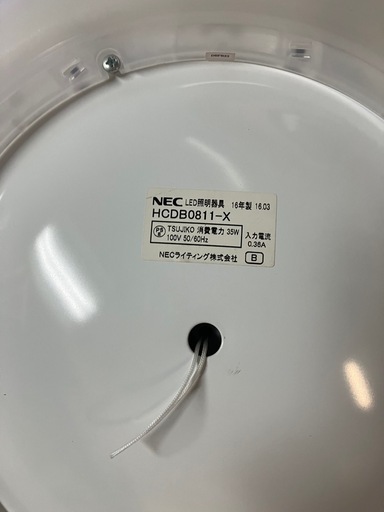 NEC LED照明器具 16年製 16.03
HCDB0811-X
PSE TSUJIKO 消費電力 35W 入力電流
100V 50/60Hz 0.36A
NECライティング株式会社 B